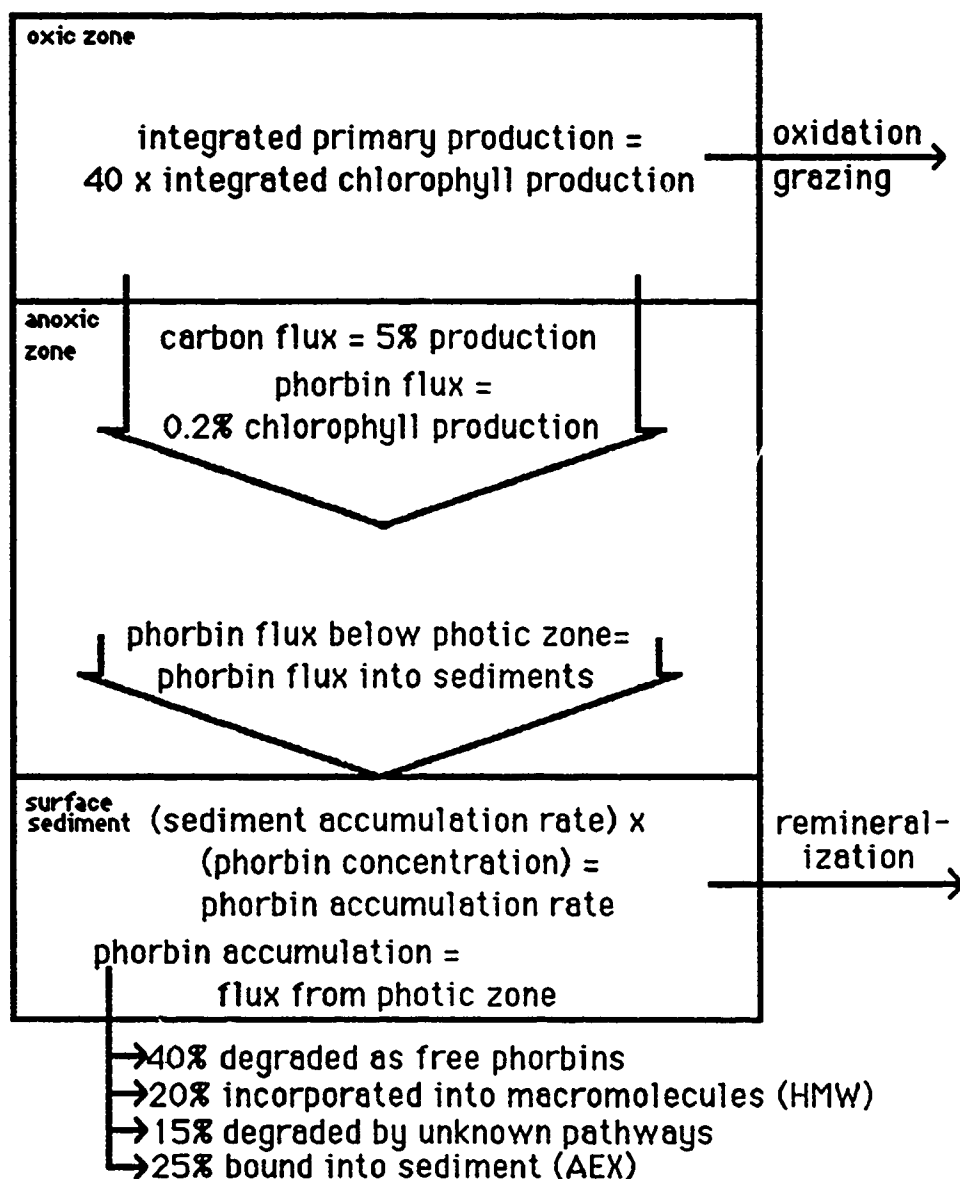 oxic zone
integrated primary production =
40 x integrated chlorophyll production
oxidation
grazing
anoxic
zone
carbon flux = 5% production
phorbin flux =
0.2% chlorophyll production
phorbin flux below photic zone=
phorbin flux into sediments
surface
sediment (sediment accumulation rate) x
(phorbin concentration) =
phorbin accumulation rate
remineral-
ization
phorbin accumulation =
flux from photic zone
40% degraded as free phorbins
20% incorporated into macromolecules (HMW)
15% degraded by unknown pathways
25% bound into sediment (AEX)